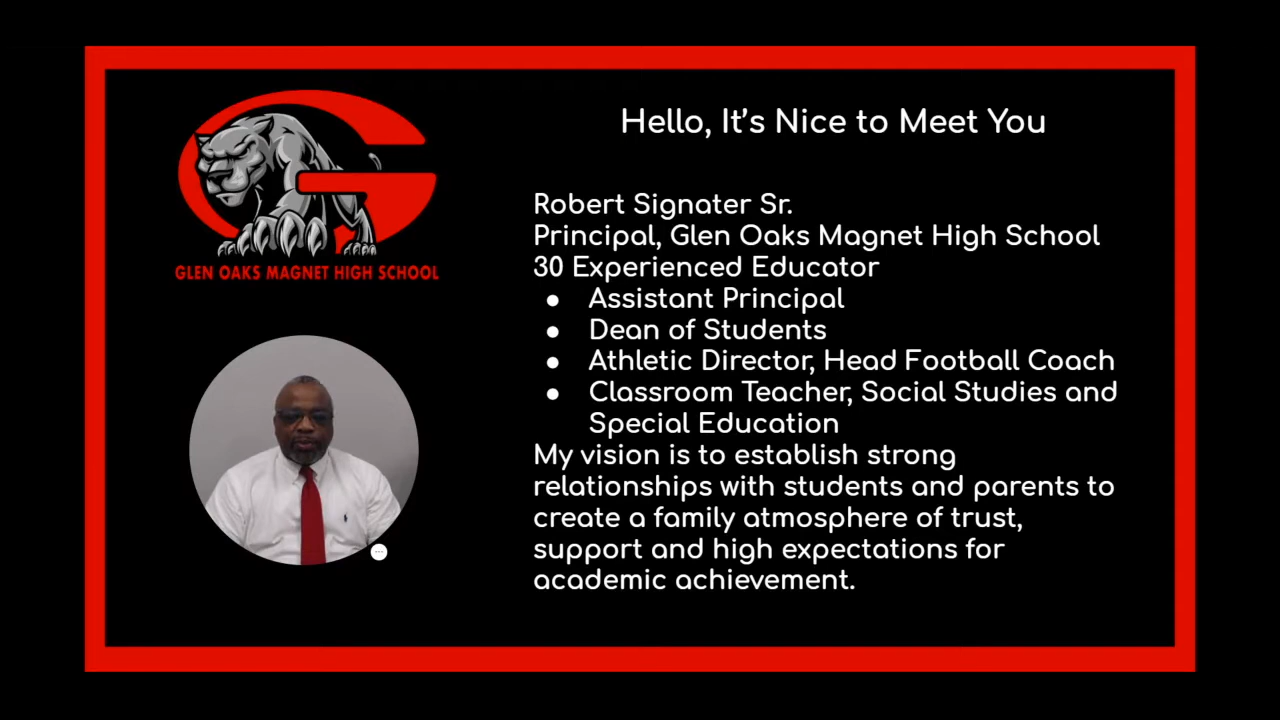 Hello, It's Nice to Meet You
GLEN OAKS MAGNET HIGH SCHOOL
Robert Signater Sr.
Principal, Glen Oaks Magnet High School
30 Experienced Educator
● Assistant Principal
● Dean of Students
● Athletic Director, Head Football Coach
● Classroom Teacher, Social Studies and
Special Education
My vision is to establish strong
relationships with students and parents to
create a family atmosphere of trust,
support and high expectations for
academic achievement.